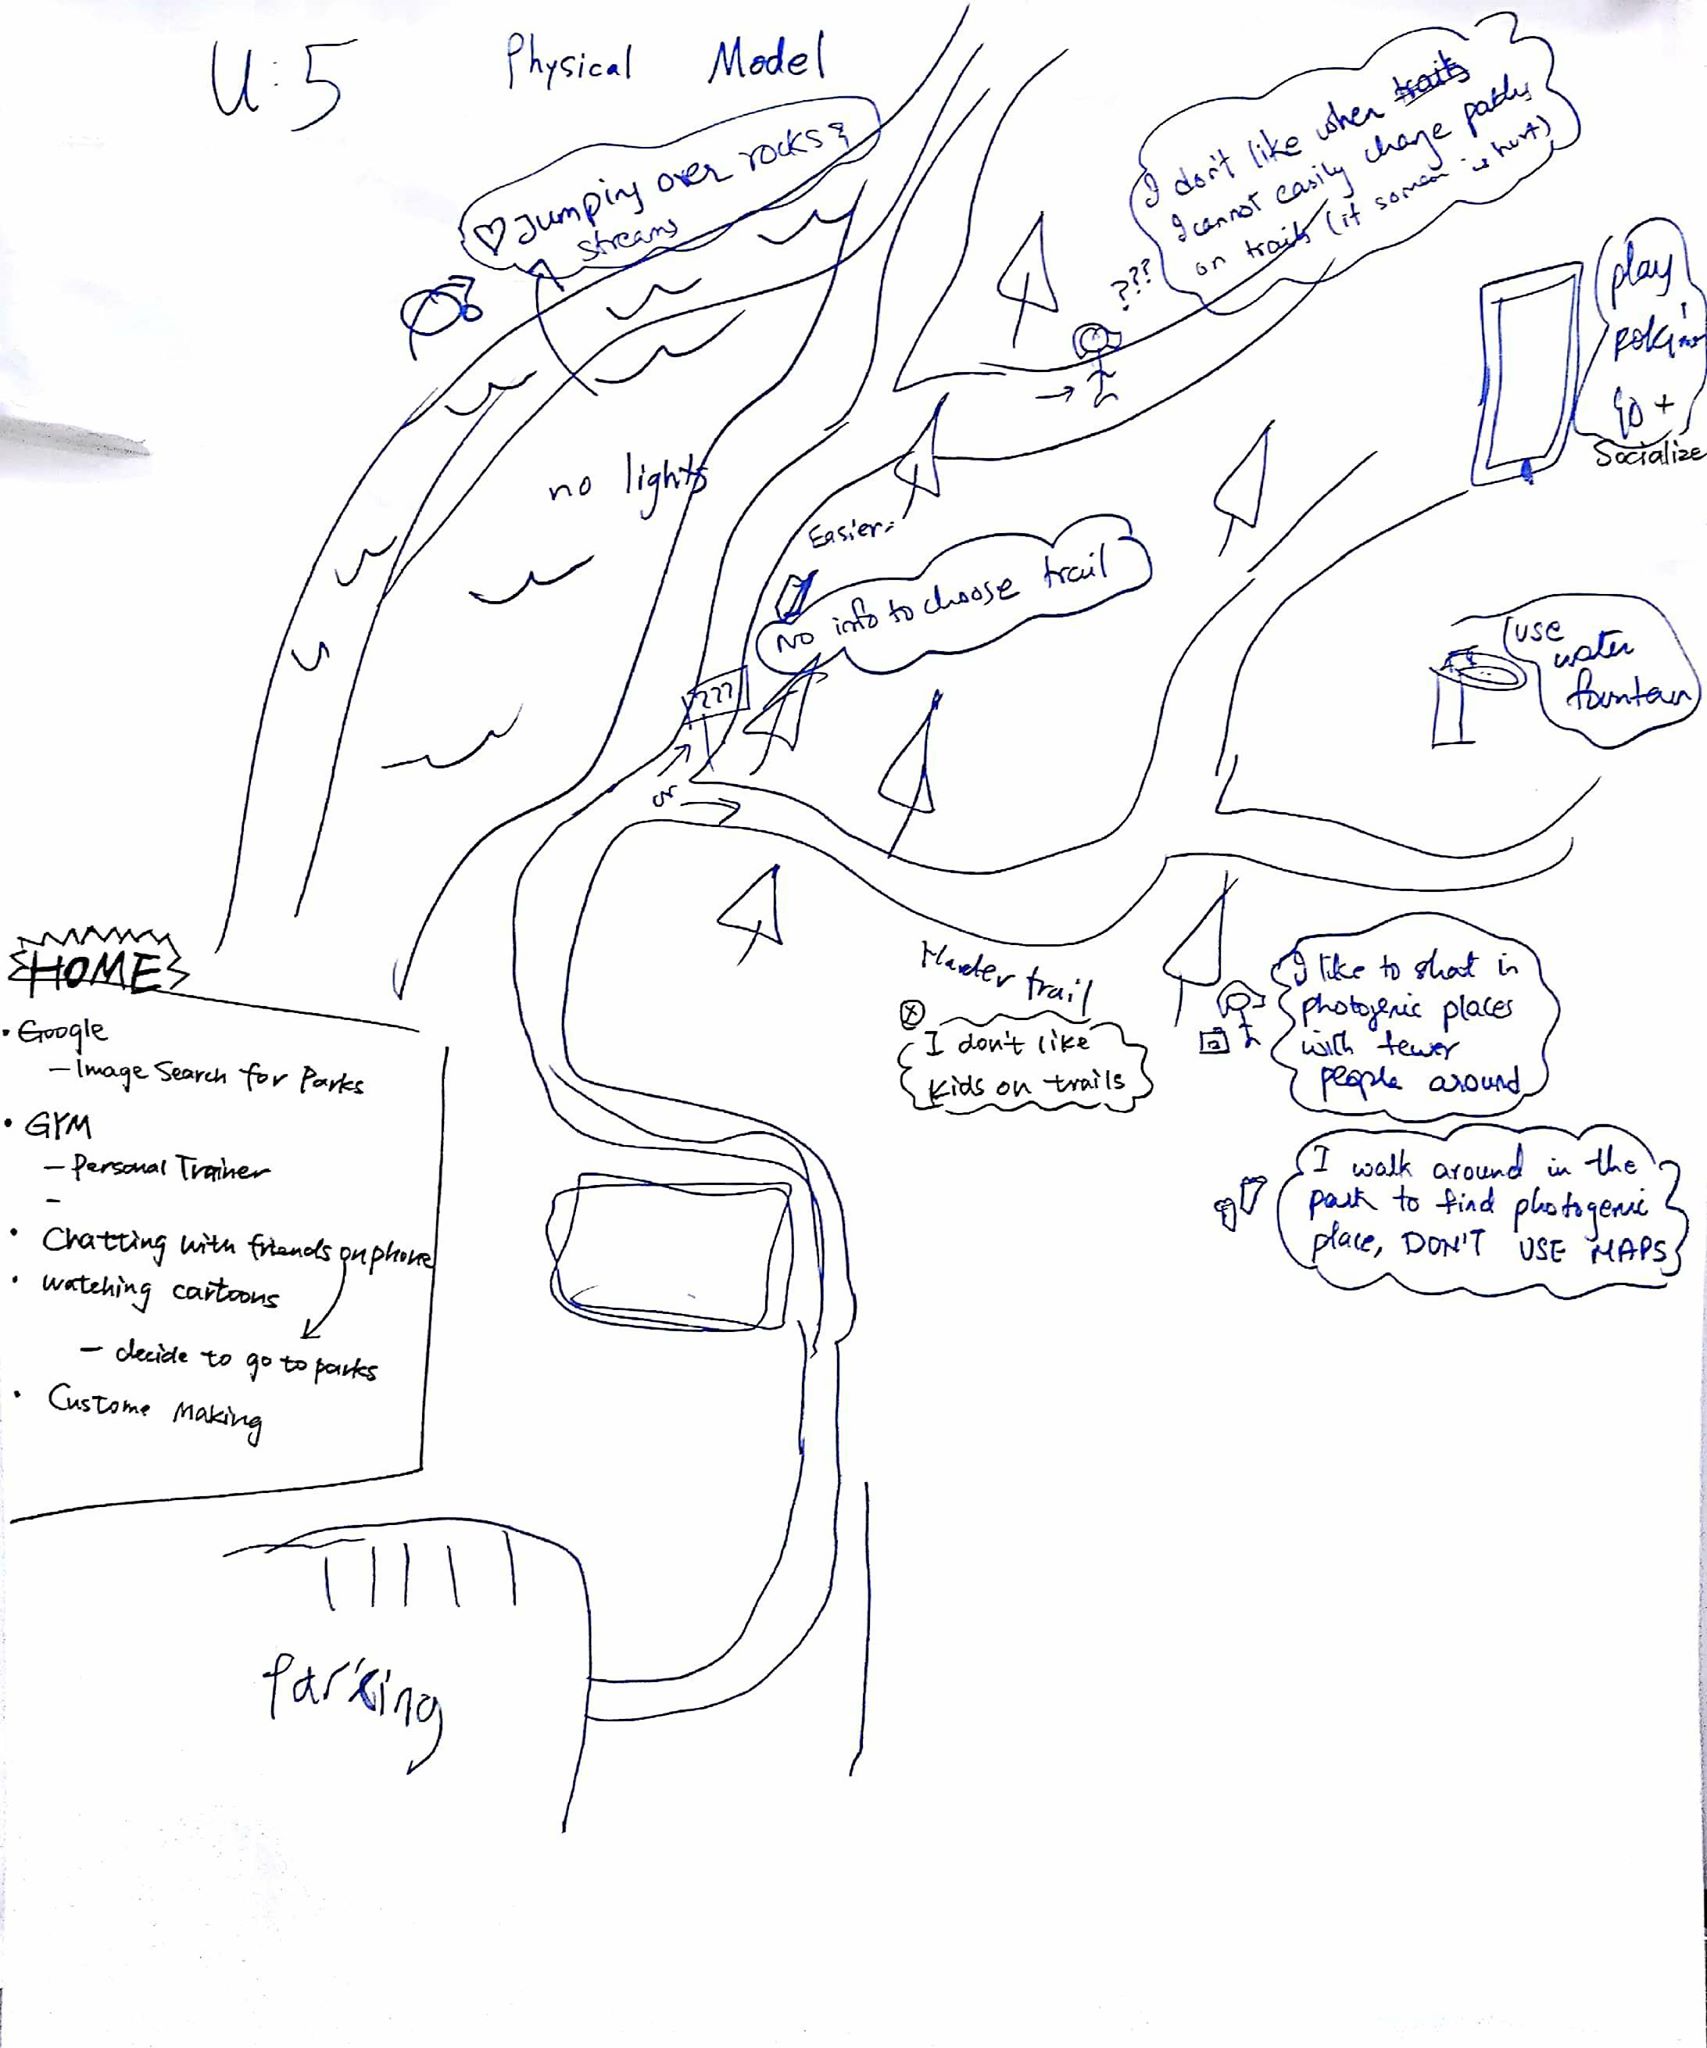 U:5 Physical Model
♡ Jumping over rocks &
streams
I don't like when traits
I cannot easily change paths
on trails (if someon is hurt)
???
play
pokimon
go +
Socialize
no lights
Easier
No info to choose trail
???
or
use
water
fountain
Harder trail
I don't like
kids on trails
I like to shot in
photogenic places
with fewer
people around
I walk around in the
park to find photogenic
place, DON'T USE MAPS
HOME
• Google
- Image Search for Parks
• GYM
- Personal Trainer
-
• Chatting with friends on phone
• watching cartoons
- decide to go to parks
• Custome Making
Parking